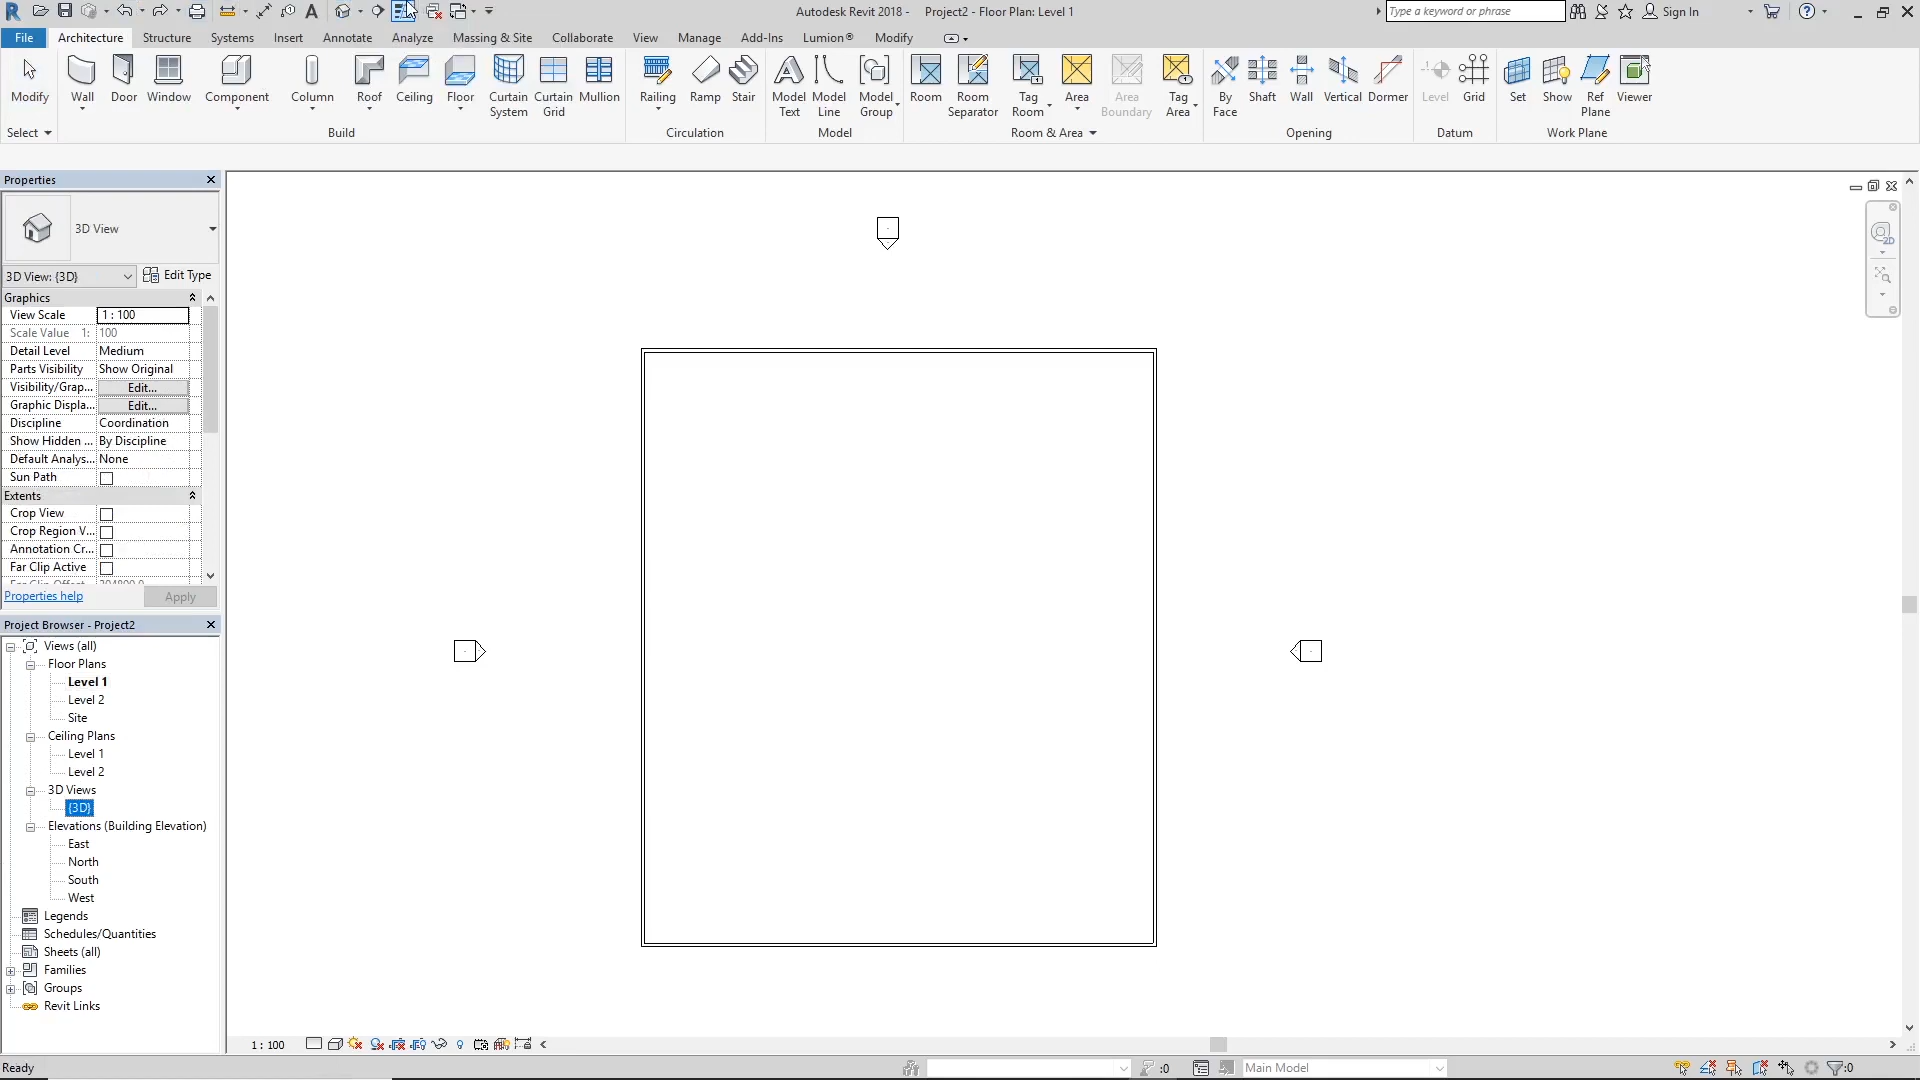 Autodesk Revit 2018 - Project2 - Floor Plan: Level 1
Type a keyword or phrase
Sign In
File Architecture Structure Systems Insert Annotate Analyze Massing & Site Collaborate View Manage Add-Ins Lumion® Modify
Modify Wall Door Window Component Column Roof Ceiling Floor Curtain System Curtain Grid Mullion Railing Ramp Stair Model Text Model Line Model Group Room Room Separator Tag Room Area Area Boundary Tag Area By Face Shaft Wall Vertical Dormer Level Grid Set Show Ref Plane Viewer
Select Build Circulation Model Room & Area Opening Datum Work Plane
Properties
3D View
3D View: {3D} Edit Type
Graphics
View Scale 1 : 100
Scale Value 1: 100
Detail Level Medium
Parts Visibility Show Original
Visibility/Grap... Edit...
Graphic Displa... Edit...
Discipline Coordination
Show Hidden ... By Discipline
Default Analys... None
Sun Path
Extents
Crop View
Crop Region V...
Annotation Cr...
Far Clip Active
Far Clip Offset 304800.0
Properties help Apply
Project Browser - Project2
Views (all)
Floor Plans
Level 1
Level 2
Site
Ceiling Plans
Level 1
Level 2
3D Views
{3D}
Elevations (Building Elevation)
East
North
South
West
Legends
Schedules/Quantities
Sheets (all)
Families
Groups
Revit Links
2D
1 : 100
Ready
:0
Main Model
:0